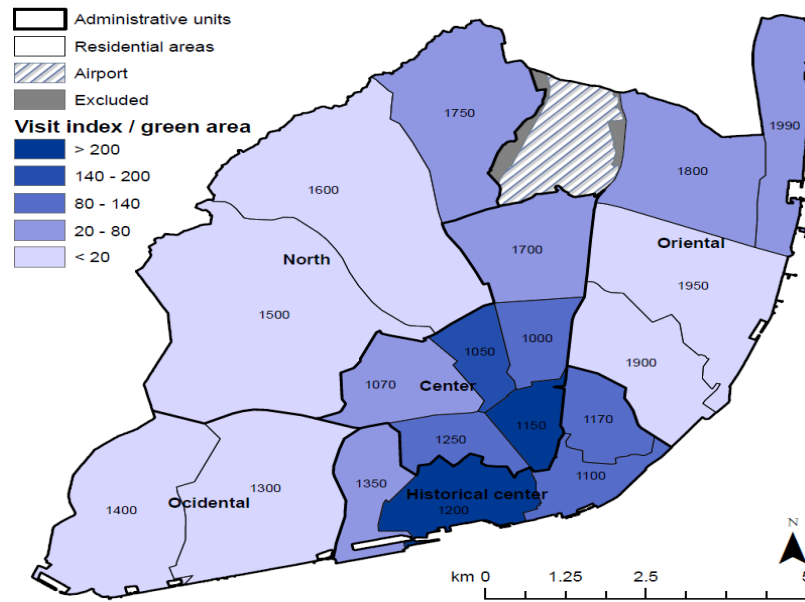 Administrative units
Residential areas
Airport
Excluded
Visit index / green area
> 200
140 - 200
80 - 140
20 - 80
< 20
1750
1990
1800
1600
1700
Oriental
North
1950
1500
1050
1000
1900
1070
Center
1150
1170
1250
1100
1350
1300
Historical center
Ocidental
1400
1200
N
km 0 1.25 2.5 5